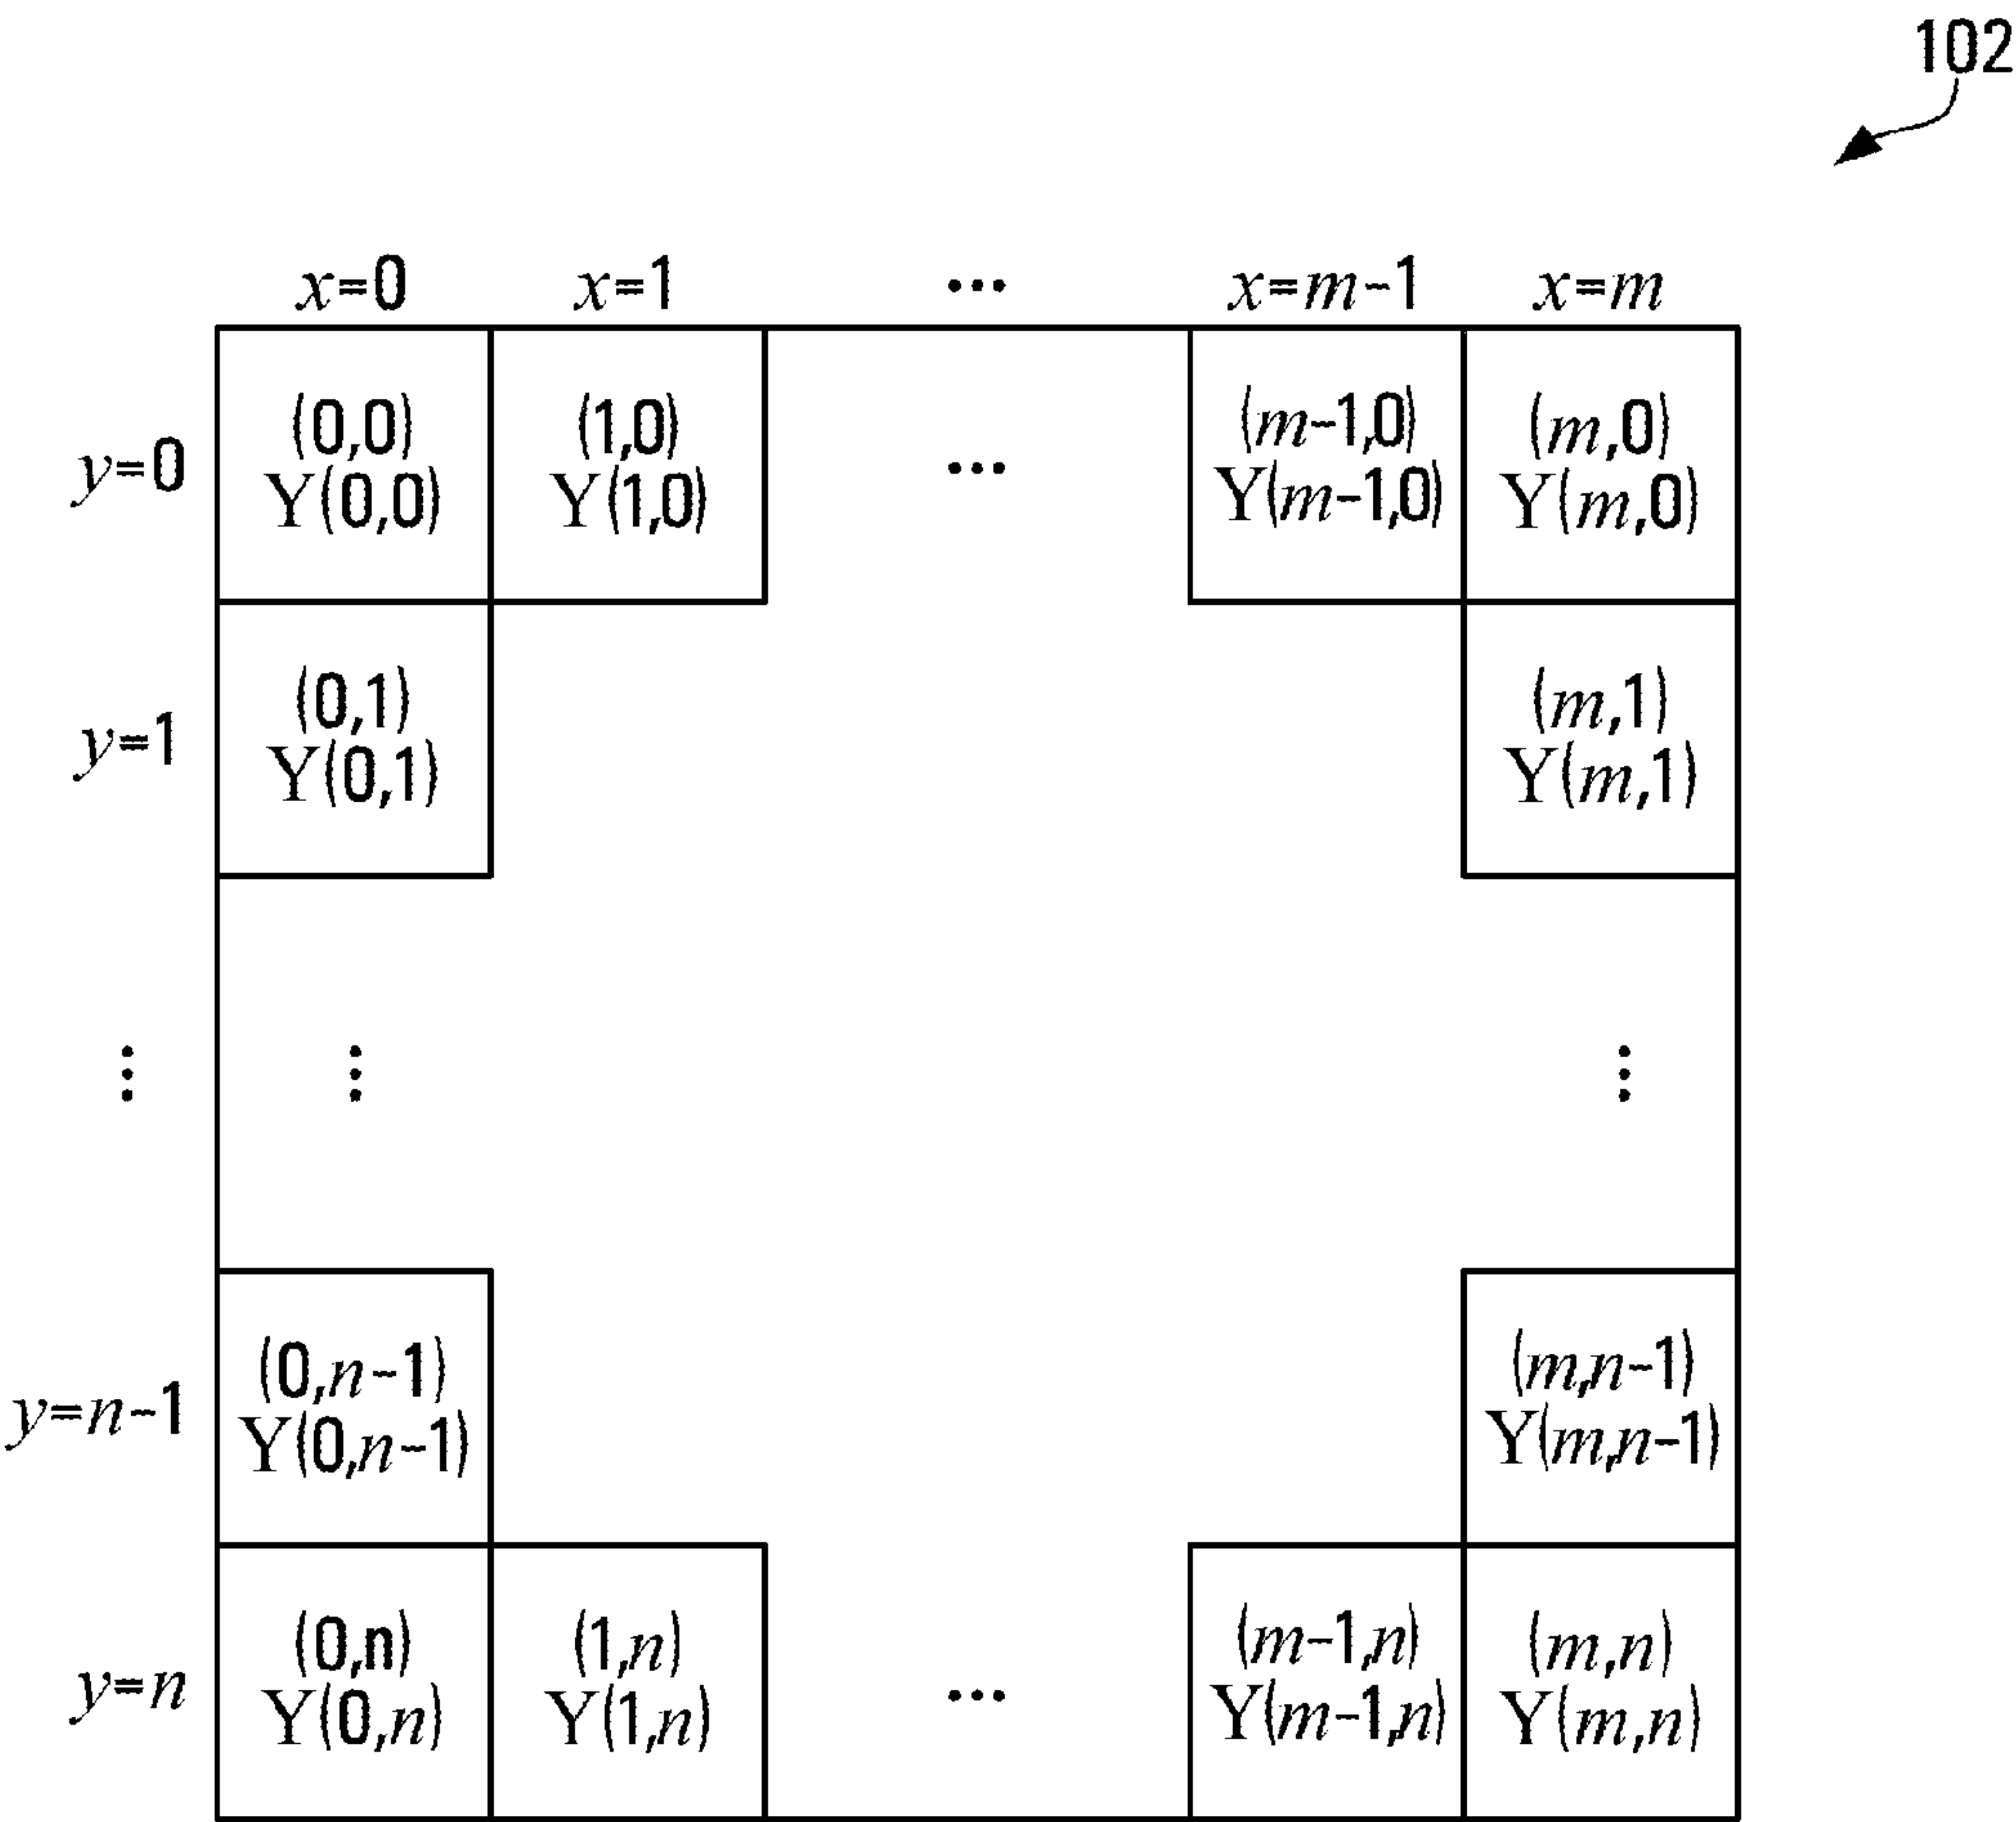 102
x=0 x=1 ... x=m-1 x=m
y=0
(0,0) (1,0) ... (m-1,0) (m,0)
Y(0,0) Y(1,0) Y(m-1,0) Y(m,0)
y=1
(0,1) (m,1)
Y(0,1) Y(m,1)
⋮ ⋮ ⋮
y=n-1
(0,n-1) (m,n-1)
Y(0,n-1) Y(m,n-1)
y=n
(0,n) (1,n) ... (m-1,n) (m,n)
Y(0,n) Y(1,n) Y(m-1,n) Y(m,n)